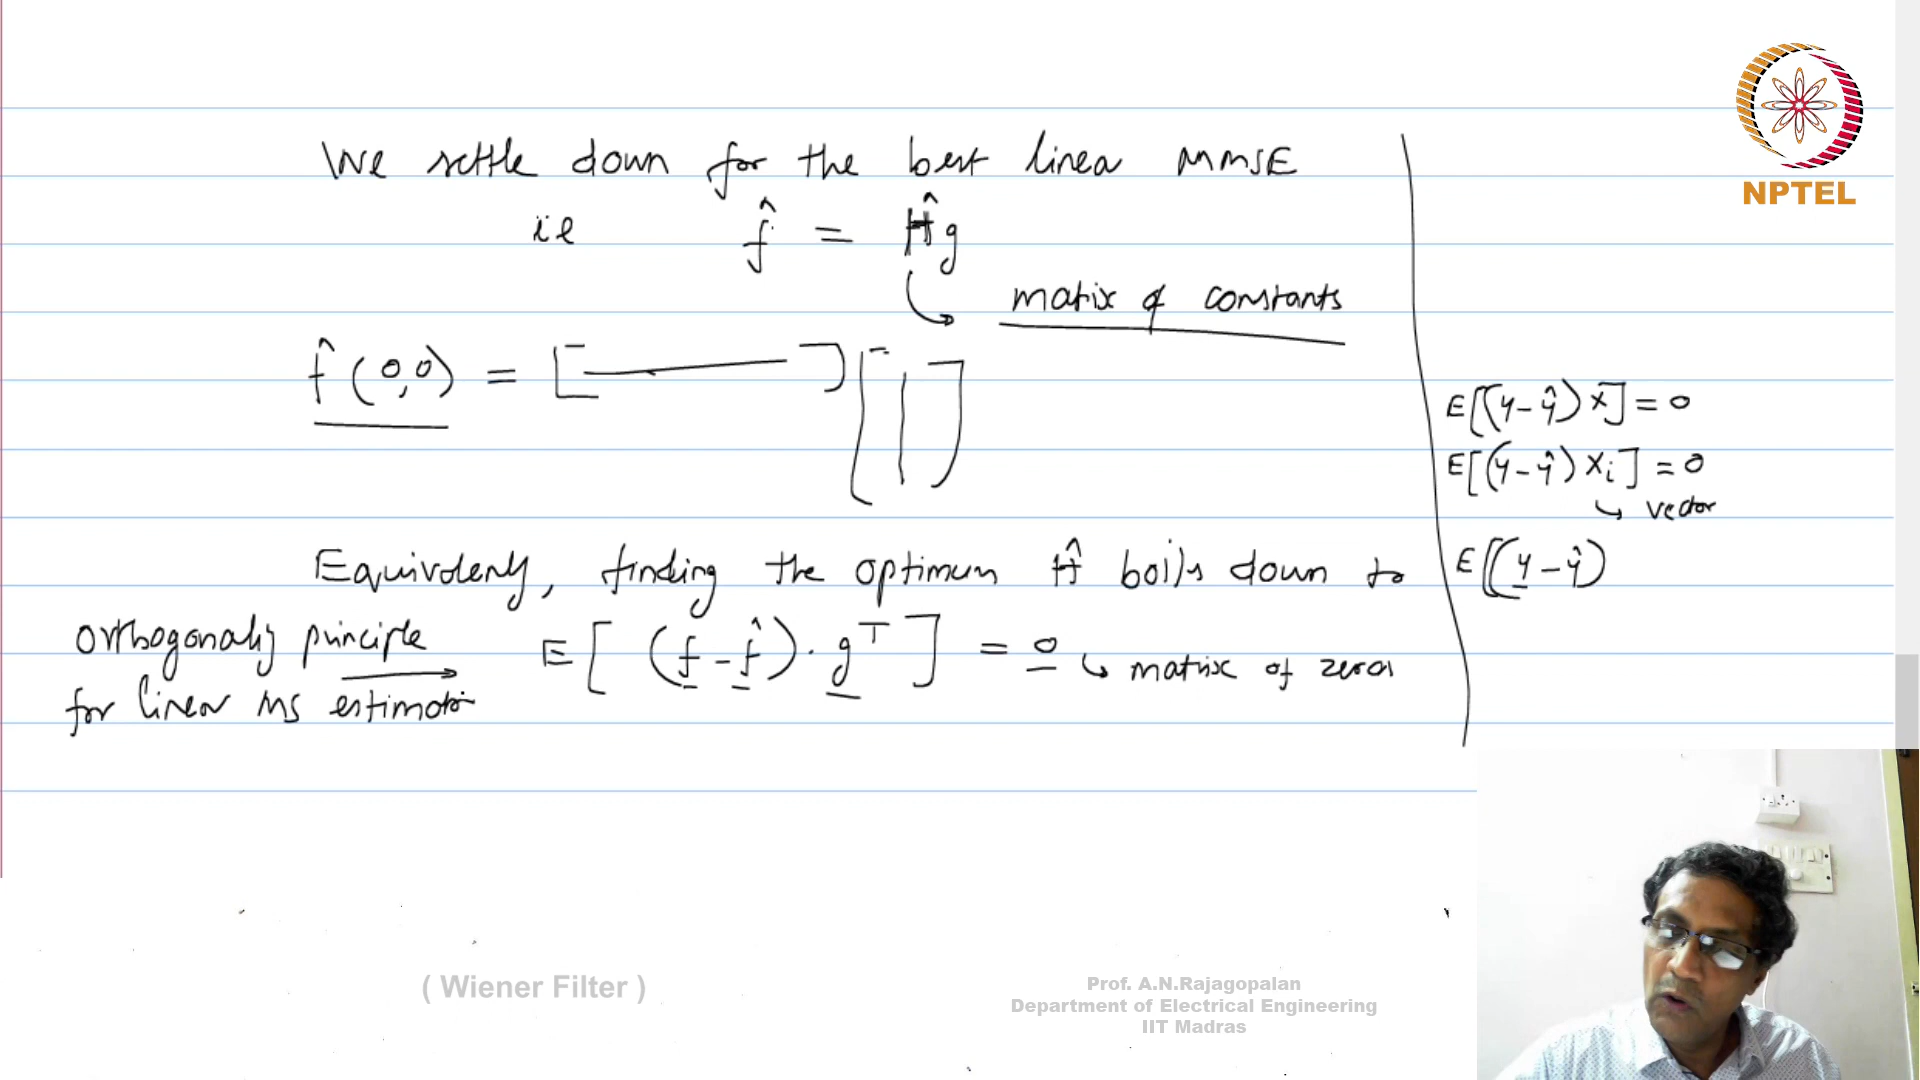 We settle down for the best linear MMSE
ie f̂ = Ĥg
matrix of constants
f̂ (0,0) = [ ] [ ]
Equivalently, finding the optimum Ĥ boils down to
orthogonality principle
for linear MS estimation
E[ (f - f̂) · gᵀ ] = 0 ↳ matrix of zeros
E[(Y-Ŷ) X] = 0
E[(Y-Ŷ) Xᵢ] = 0
↳ vector
E[(Y-Ŷ)
NPTEL
( Wiener Filter )
Prof. A.N.Rajagopalan
Department of Electrical Engineering
IIT Madras